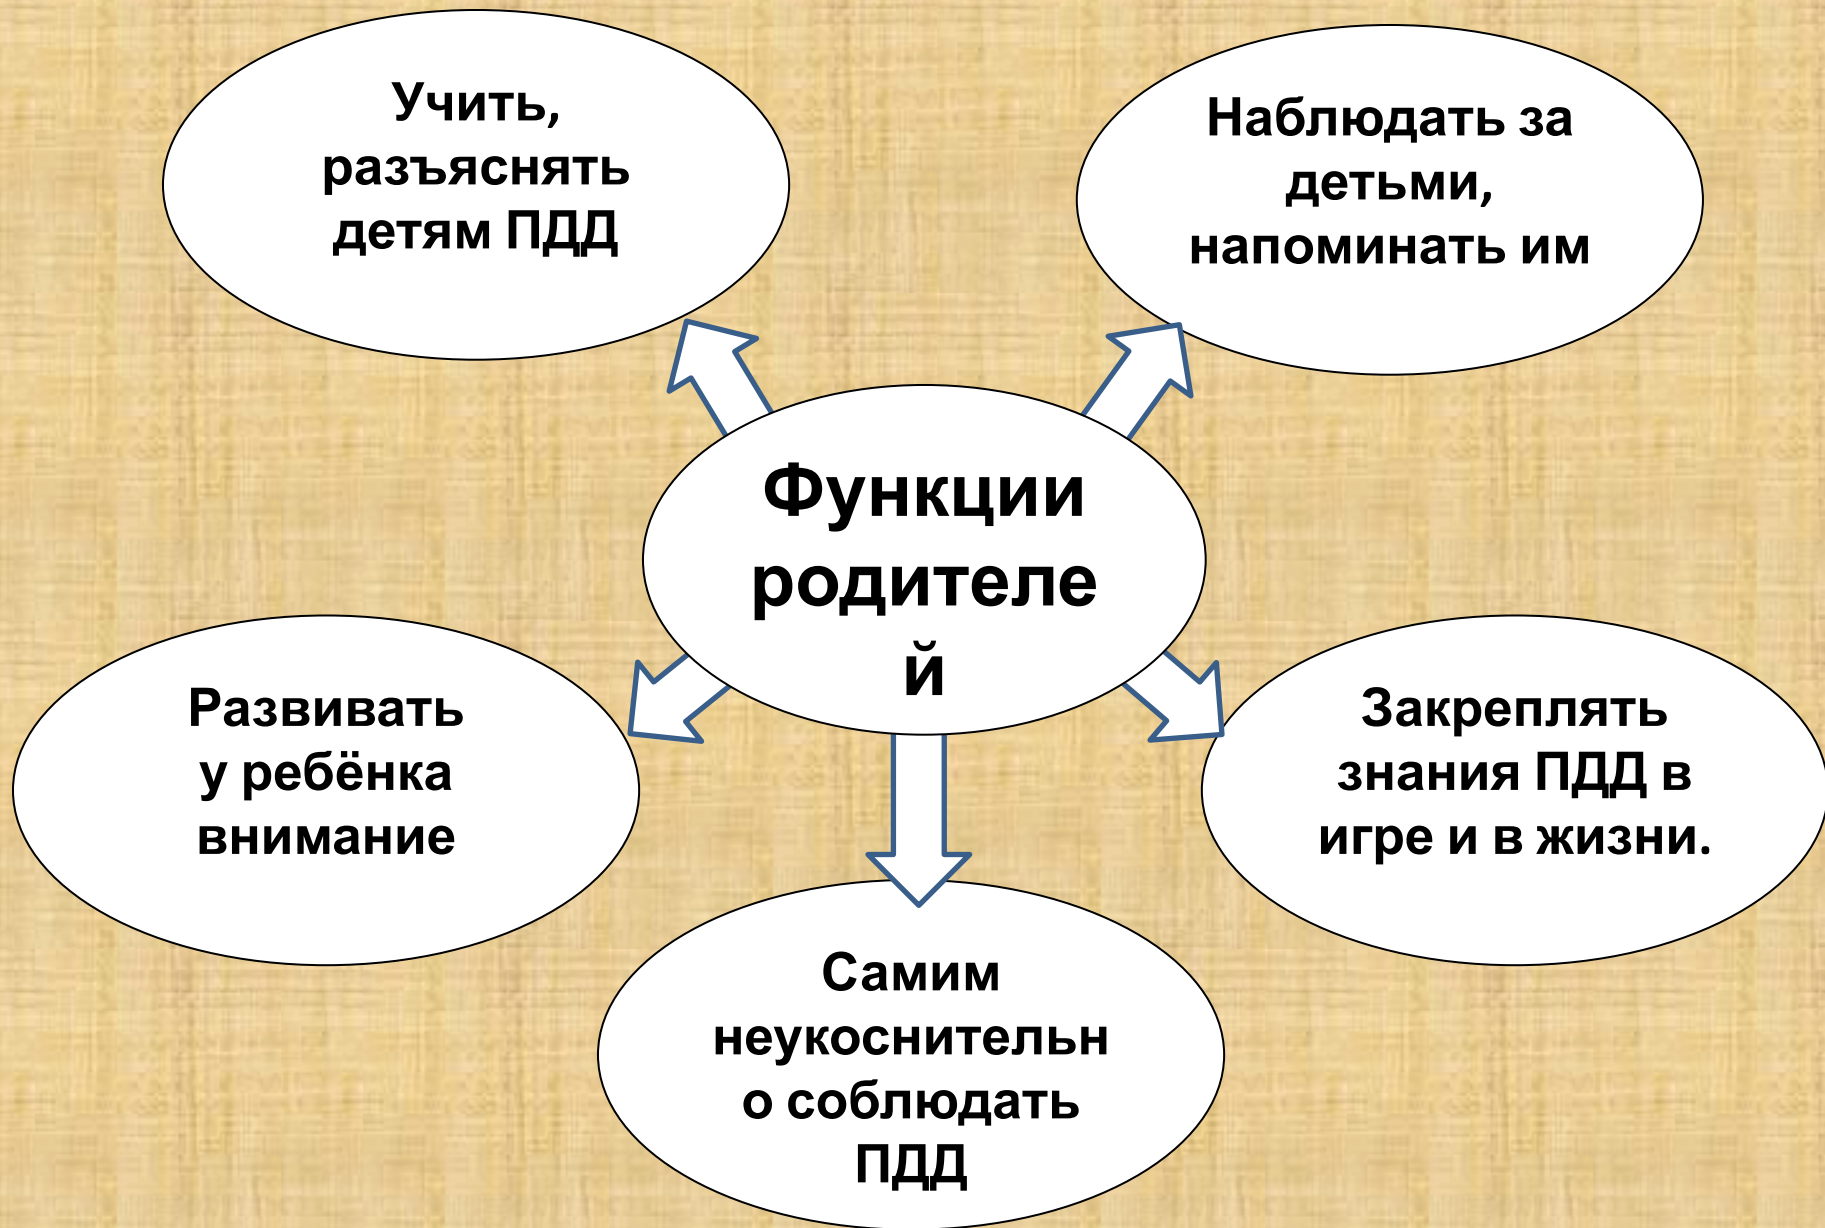 Учить,
разъяснять
детям ПДД
Наблюдать за
детьми,
напоминать им
Функции
родителе
й
Развивать
у ребёнка
внимание
Закреплять
знания ПДД в
игре и в жизни.
Самим
неукоснительн
о соблюдать
ПДД